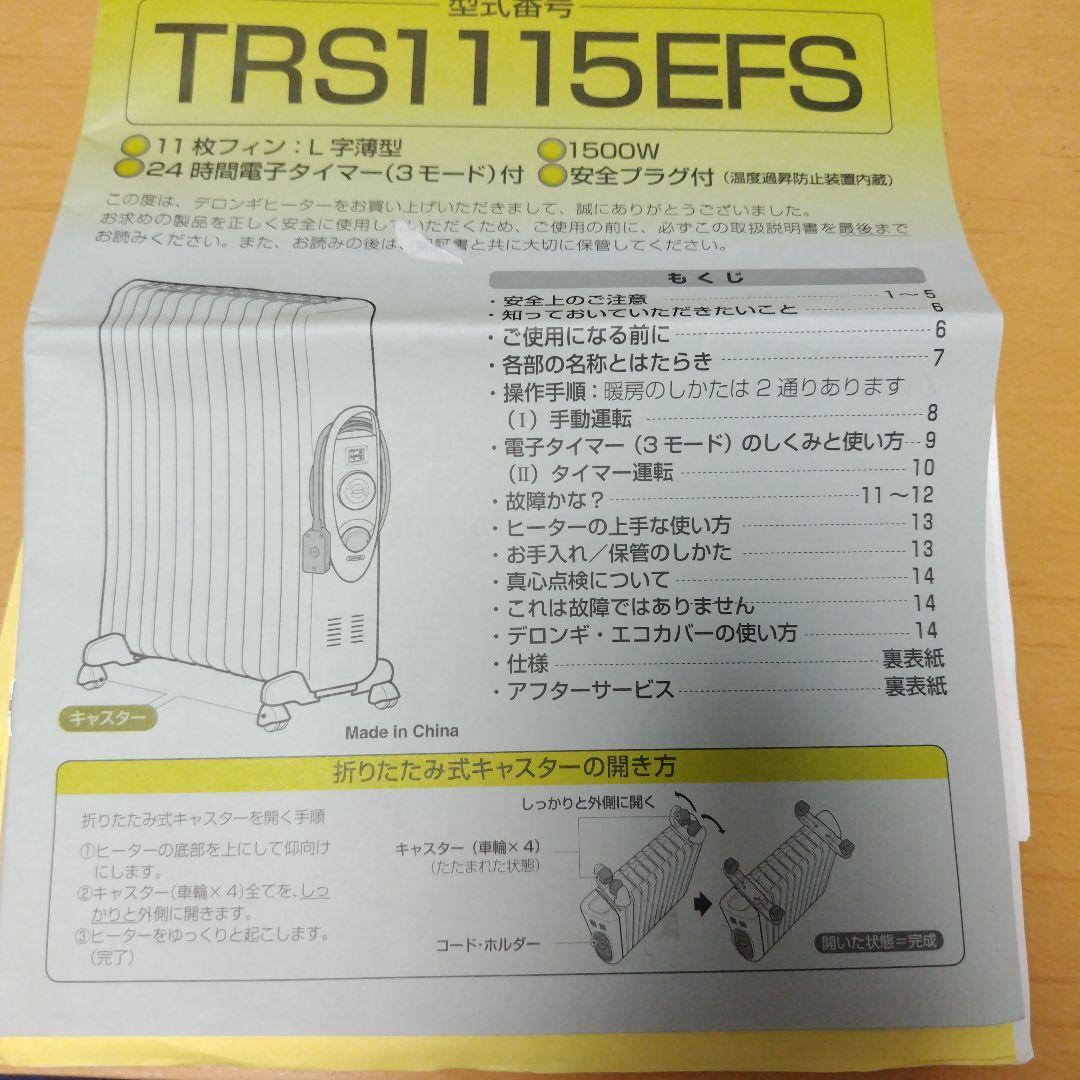 型式番号
TRS1115EFS
11枚フィン：L字薄型
1500W
24時間電子タイマー（3モード）付
安全プラグ付（温度過昇防止装置内蔵）
この度は、デロンギヒーターをお買い上げいただきまして、誠にありがとうございました。
お求めの製品を正しく安全に使用していただくため、ご使用の前に、必ずこの取扱説明書を最後まで
お読みください。また、お読みの後は、証書と共に大切に保管してください。
もくじ
・安全上のご注意 1～5
・知っておいていただきたいこと 6
・ご使用になる前に 6
・各部の名称とはたらき 7
・操作手順：暖房のしかたは2通りあります
（Ⅰ）手動運転 8
・電子タイマー（3モード）のしくみと使い方 9
（Ⅱ）タイマー運転 10
・故障かな？ 11～12
・ヒーターの上手な使い方 13
・お手入れ／保管のしかた 13
・真心点検について 14
・これは故障ではありません 14
・デロンギ・エコカバーの使い方 14
・仕様 裏表紙
・アフターサービス 裏表紙
キャスター
Made in China
折りたたみ式キャスターの開き方
折りたたみ式キャスターを開く手順
①ヒーターの底部を上にして仰向け
にします。
②キャスター（車輪×4）全てを、しっ
かりと外側に開きます。
③ヒーターをゆっくりと起こします。
（完了）
しっかりと外側に開く
キャスター（車輪×4）
（たたまれた状態）
コード・ホルダー
開いた状態＝完成